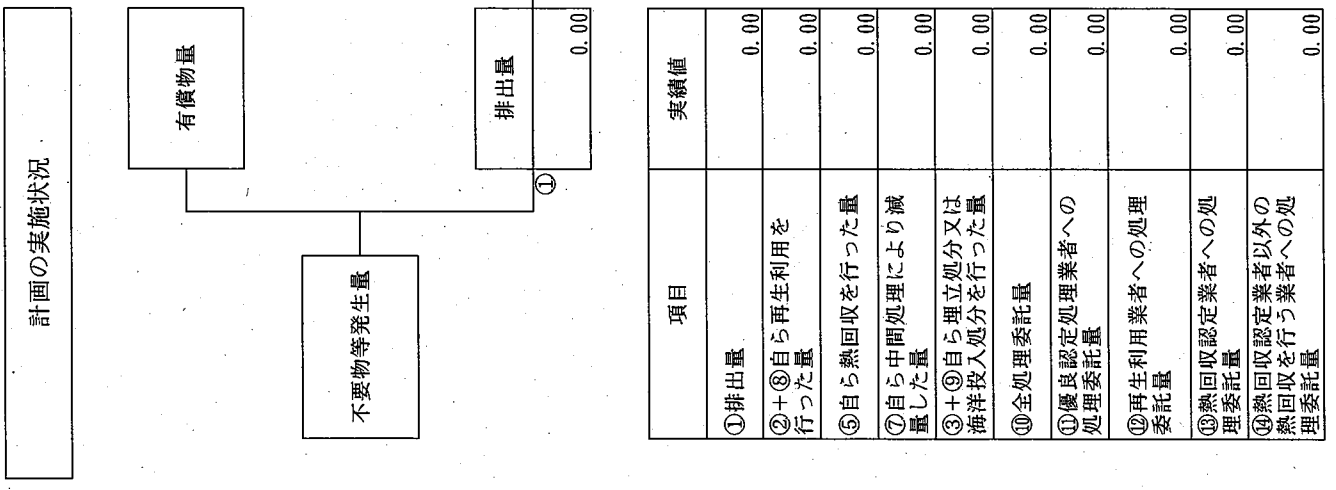 計画の実施状況
有償物量
不要物等発生量
①
排出量
0.00
項目
実績値
①排出量
0.00
②+⑧自ら再生利用を
行った量
0.00
⑤自ら熱回収を行った量
0.00
⑦自ら中間処理により減
量した量
0.00
③+⑨自ら埋立処分又は
海洋投入処分を行った量
0.00
⑩全処理委託量
0.00
⑪優良認定処理業者への
処理委託量
0.00
⑫再生利用業者への処理
委託量
0.00
⑬熱回収認定業者への処
理委託量
0.00
⑭熱回収認定業者以外の
熱回収を行う業者への処
理委託量
0.00